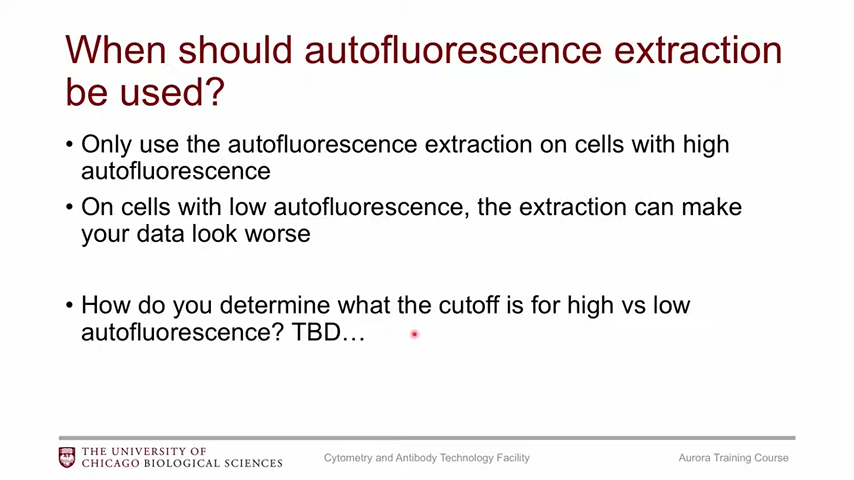 When should autofluorescence extraction
be used?
• Only use the autofluorescence extraction on cells with high
autofluorescence
• On cells with low autofluorescence, the extraction can make
your data look worse
• How do you determine what the cutoff is for high vs low
autofluorescence? TBD…
THE UNIVERSITY OF
CHICAGO BIOLOGICAL SCIENCES
Cytometry and Antibody Technology Facility
Aurora Training Course